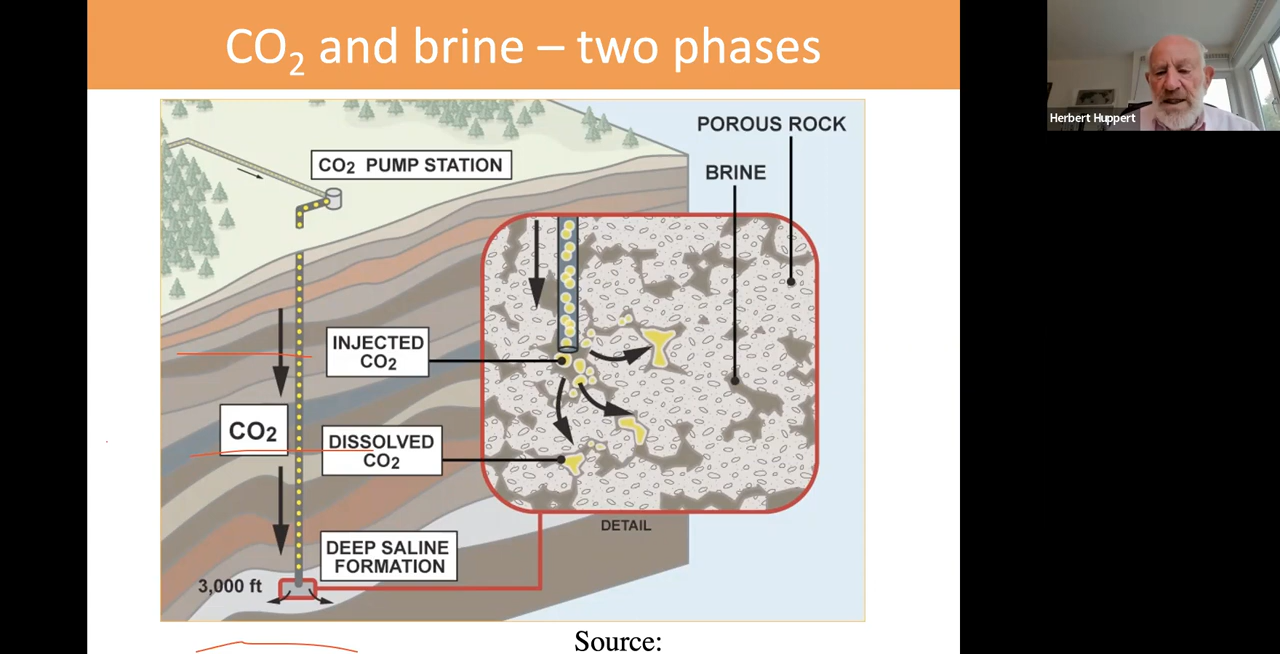 CO2 and brine – two phases
Herbert Huppert
POROUS ROCK
CO2 PUMP STATION
BRINE
INJECTED
CO2
CO2
DISSOLVED
CO2
DETAIL
DEEP SALINE
FORMATION
3,000 ft
Source: